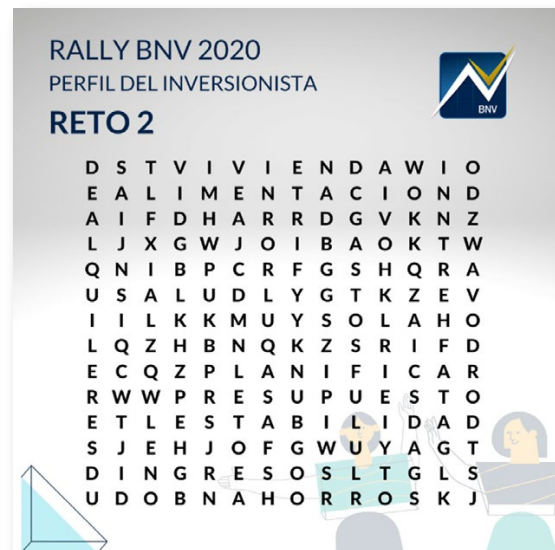 RALLY BNV 2020
PERFIL DEL INVERSIONISTA
RETO 2
BNV
D S T V I V I E N D A W I O
E A L I M E N T A C I O N D
A I F D H A R R D G V K N Z
L J X G W J O I B A O K T W
Q N I B P C R F G S H Q R A
U S A L U D L Y G T K Z E V
I I L K K M U Y S O L A H O
L Q Z H B N Q K Z S R I F D
E C Q Z P L A N I F I C A R
R W W P R E S U P U E S T O
E T L E S T A B I L I D A D
S J E H J O F G W U Y A G T
D I N G R E S O S L T G L S
U D O B N A H O R R O S K J